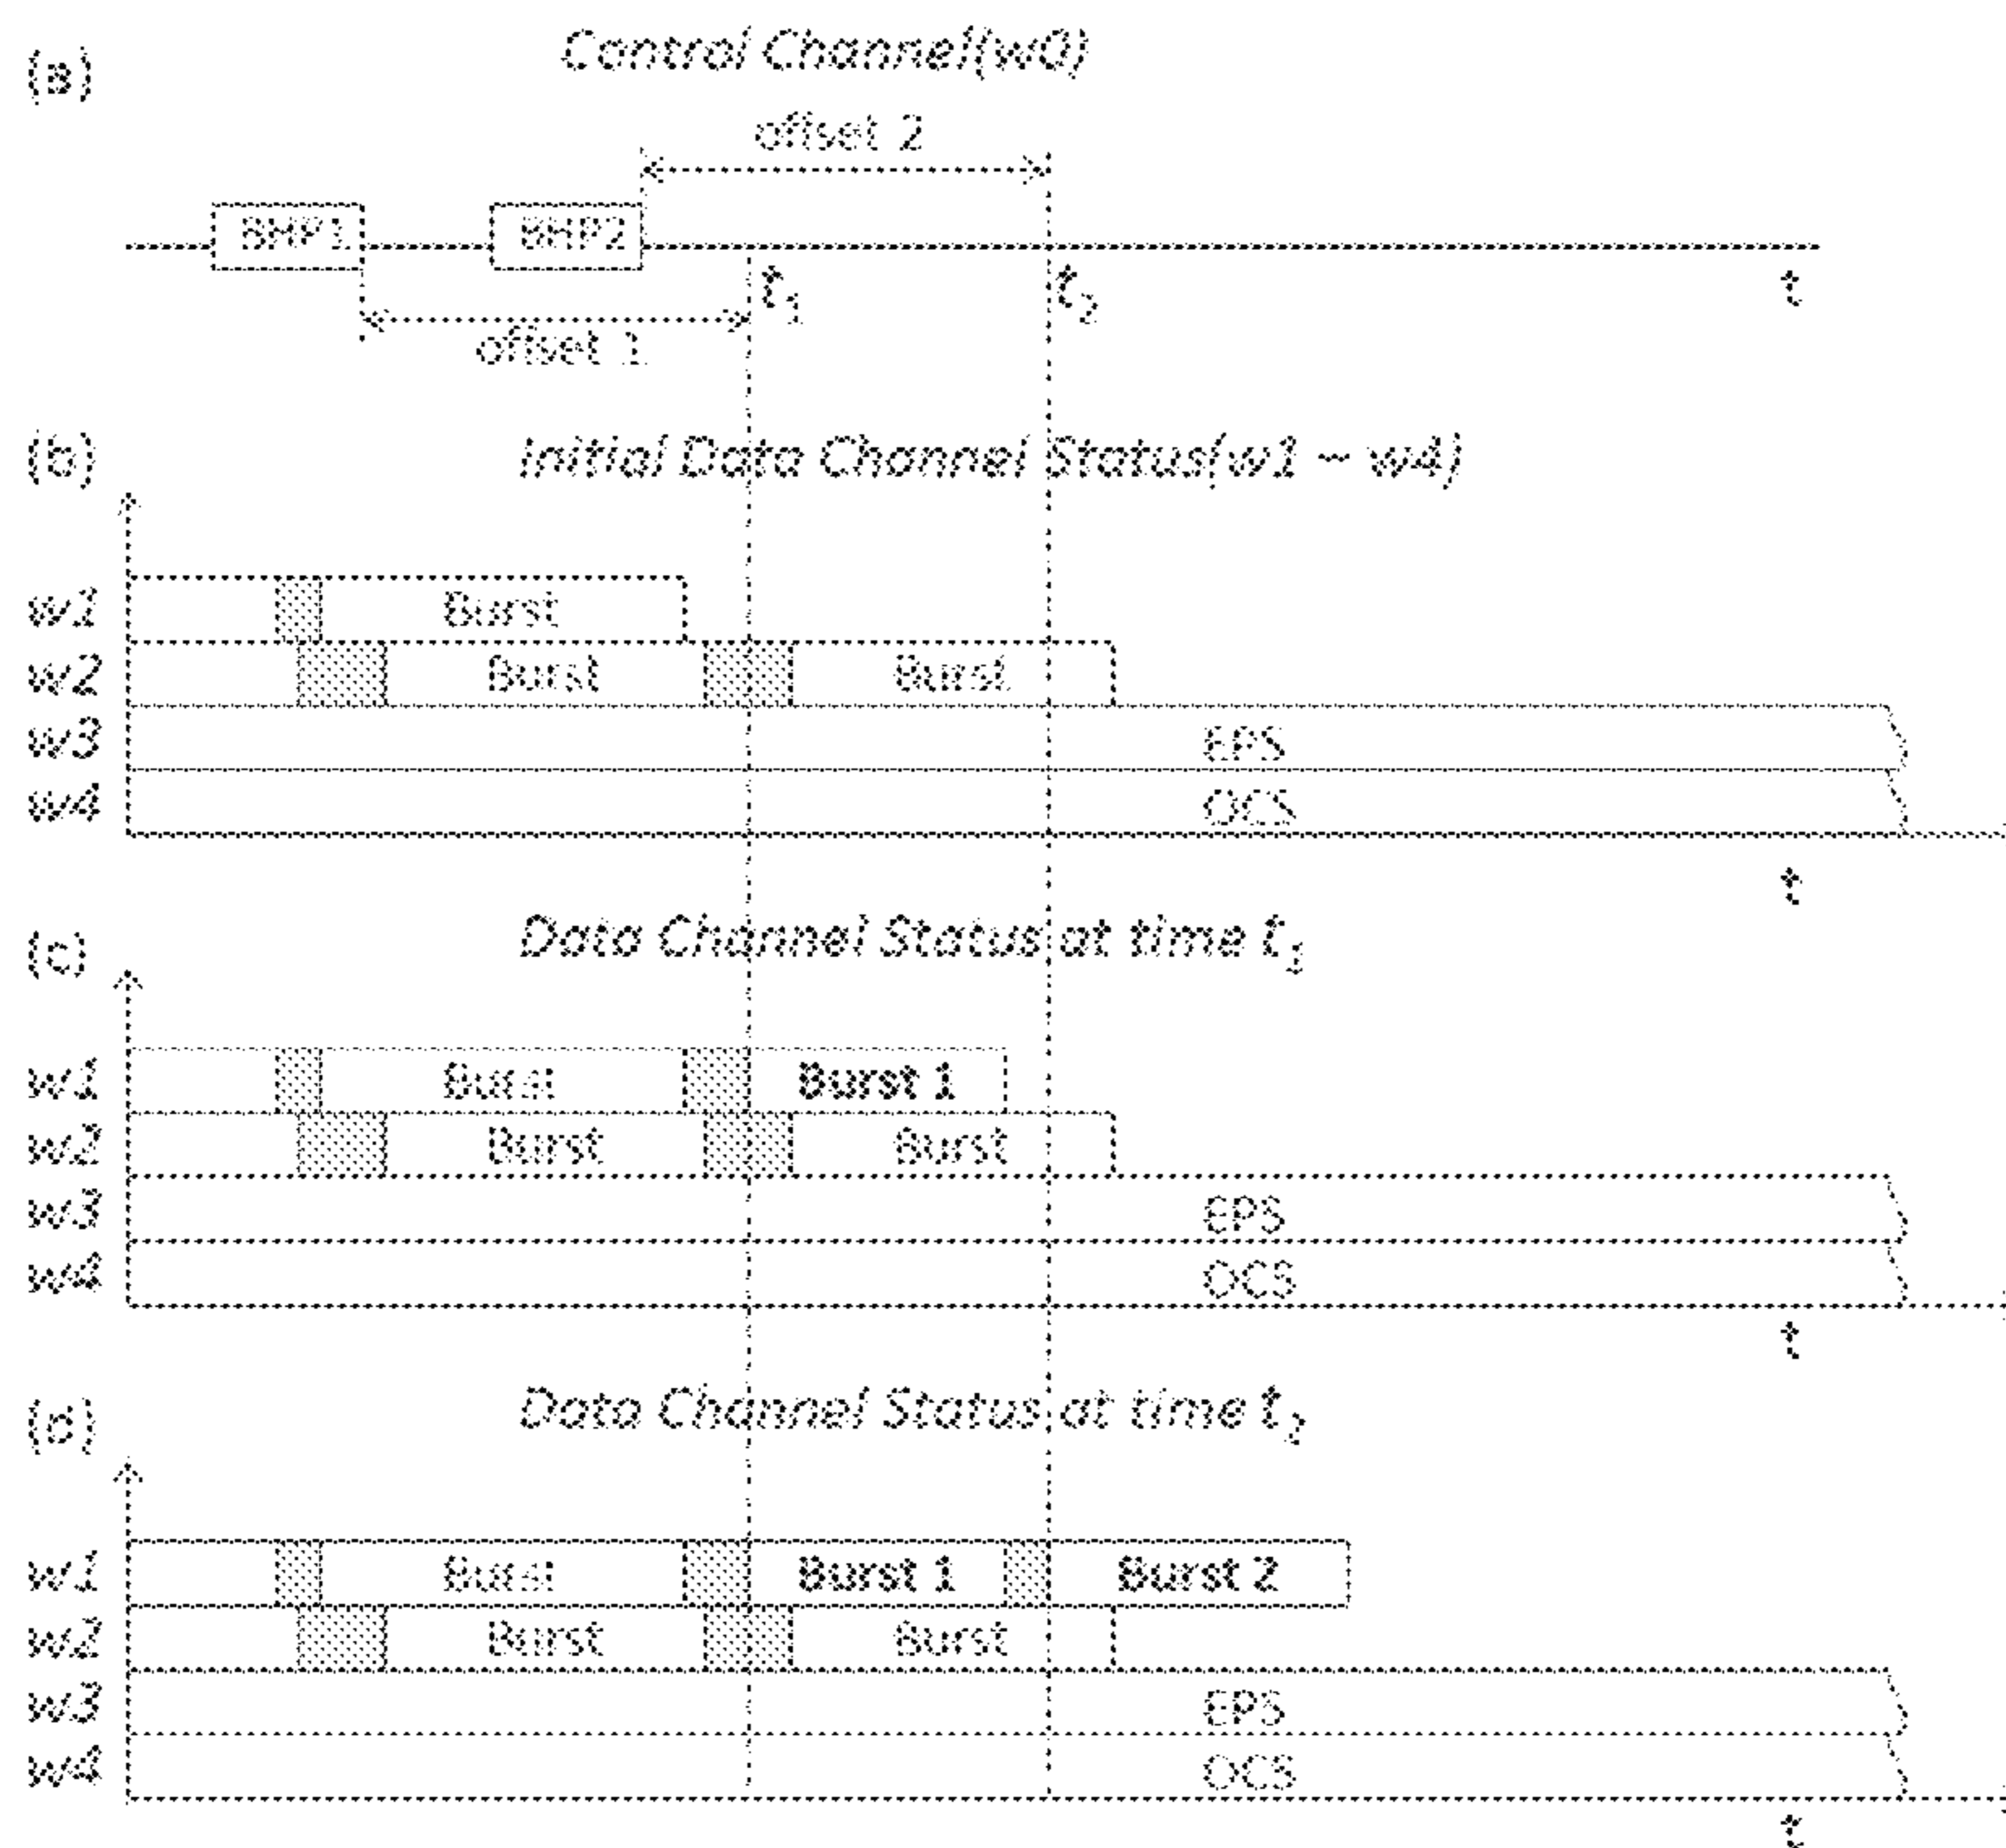 (a)
Control Channel(w0)
offset 2
BHP1
BHP2
t1
t2
t
offset 1
(b)
Initial Data Channel Status(w1 ~ w4)
w1
Burst
w2
Burst
Burst
w3
EPS
w4
OCS
t
(c)
Data Channel Status at time t1
w1
Burst
Burst 1
w2
Burst
Burst
w3
EPS
w4
OCS
t
(d)
Data Channel Status at time t2
w1
Burst
Burst 1
Burst 2
w2
Burst
Burst
w3
EPS
w4
OCS
t